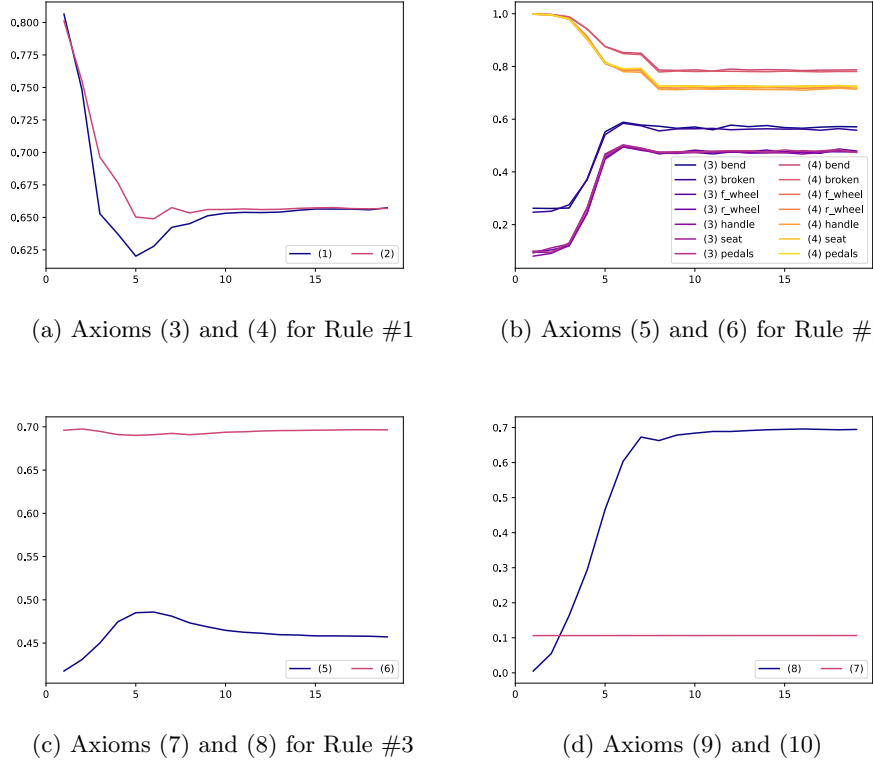 0.800
0.775
0.750
0.725
0.700
0.675
0.650
0.625
0 5 10 15
(1) (2)
(a) Axioms (3) and (4) for Rule #1
1.0
0.8
0.6
0.4
0.2
0 5 10 15
(3) bend (4) bend
(3) broken (4) broken
(3) f_wheel (4) f_wheel
(3) r_wheel (4) r_wheel
(3) handle (4) handle
(3) seat (4) seat
(3) pedals (4) pedals
(b) Axioms (5) and (6) for Rule #
0.70
0.65
0.60
0.55
0.50
0.45
0 5 10 15
(5) (6)
(c) Axioms (7) and (8) for Rule #3
0.7
0.6
0.5
0.4
0.3
0.2
0.1
0.0
0 5 10 15
(8) (7)
(d) Axioms (9) and (10)